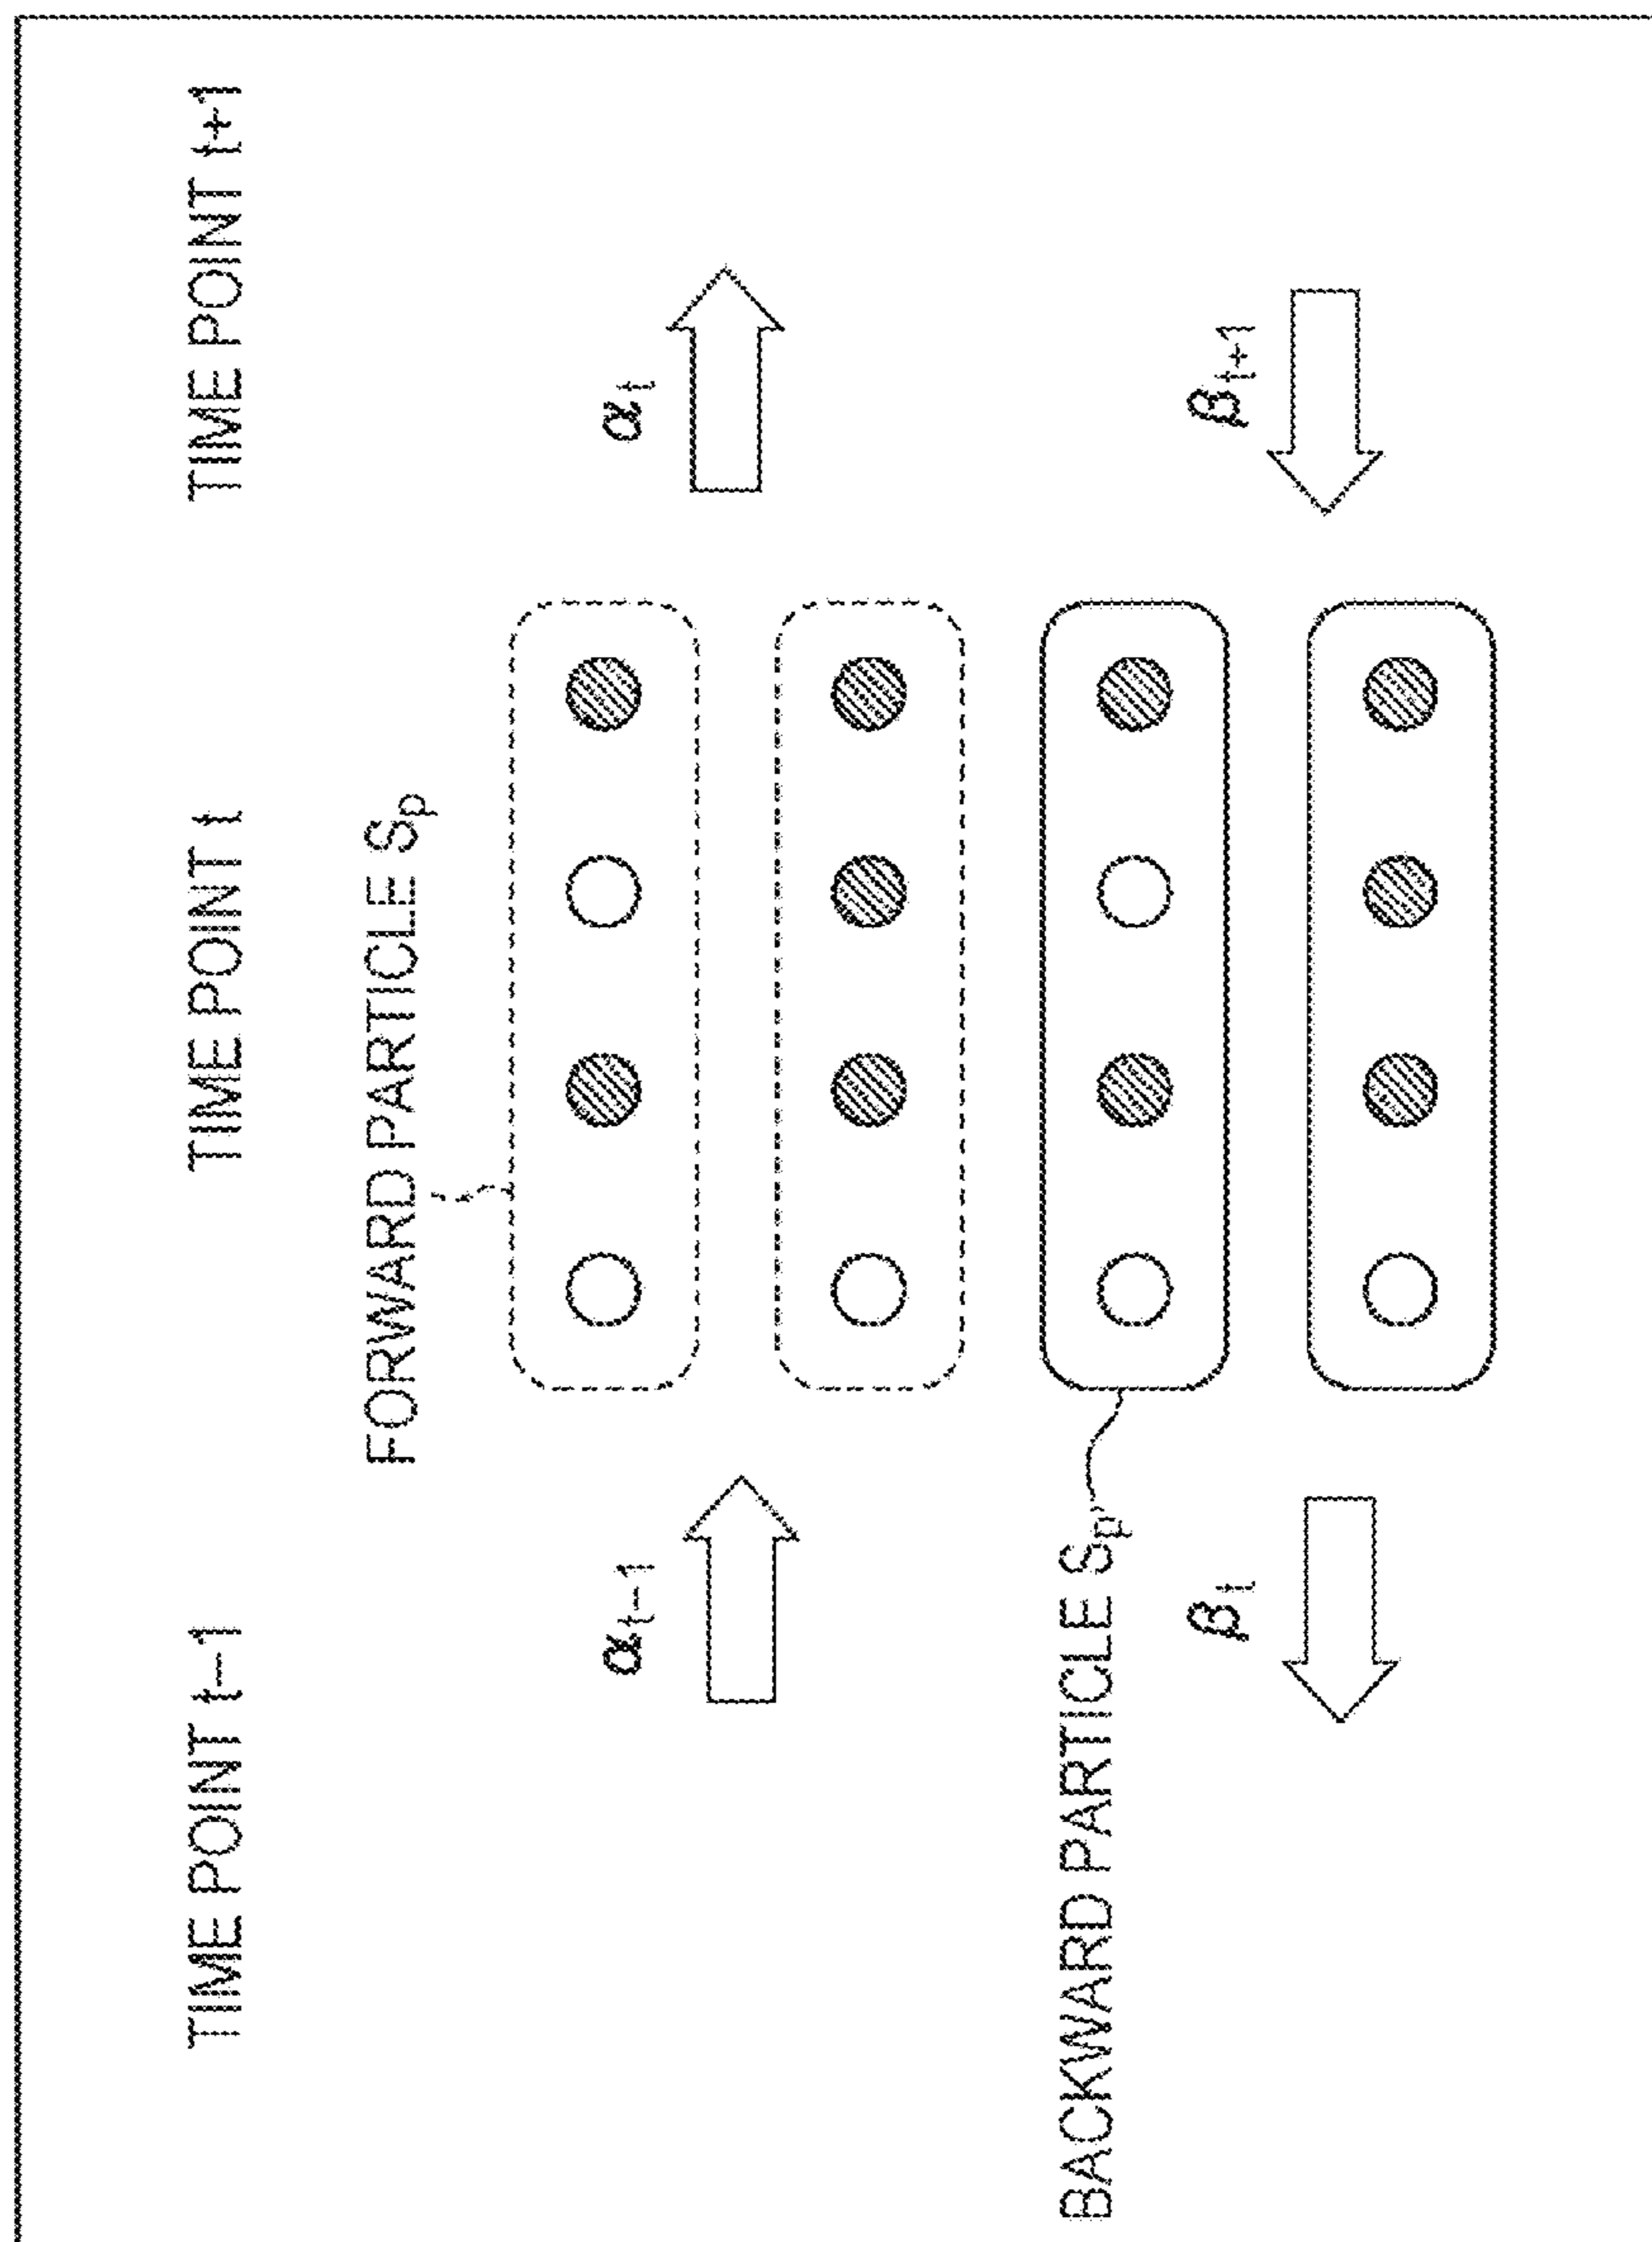 TIME POINT t−1
TIME POINT t
TIME POINT t+1
FORWARD PARTICLE Sp
αt−1
αt
BACKWARD PARTICLE Sp'
βt
βt+1